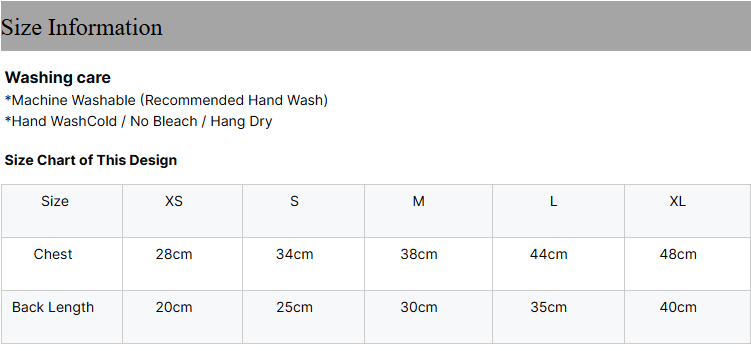 Size Information
Washing care
*Machine Washable (Recommended Hand Wash)
*Hand WashCold / No Bleach / Hang Dry
Size Chart of This Design
Size XS S M L XL
Chest 28cm 34cm 38cm 44cm 48cm
Back Length 20cm 25cm 30cm 35cm 40cm